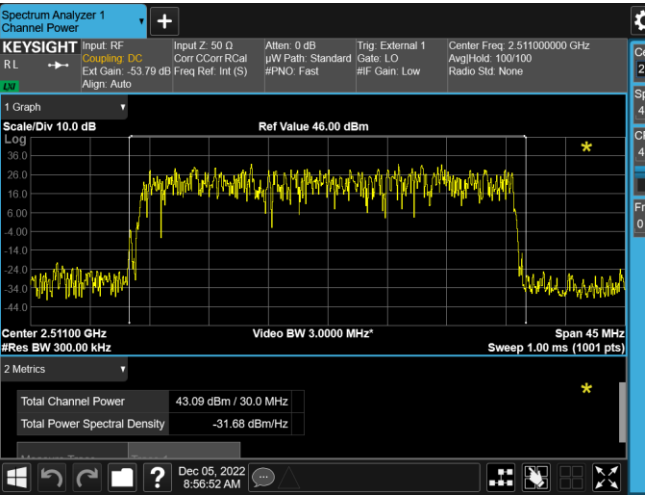 Spectrum Analyzer 1
Channel Power
KEYSIGHT
RL
LXI
Input: RF
Coupling: DC
Ext Gain: -53.79 dB
Align: Auto
Input Z: 50 Ω
Corr CCorr RCal
Freq Ref: Int (S)
Atten: 0 dB
µW Path: Standard
#PNO: Fast
Trig: External 1
Gate: LO
#IF Gain: Low
Center Freq: 2.511000000 GHz
Avg|Hold: 100/100
Radio Std: None
1 Graph
Scale/Div 10.0 dB
Ref Value 46.00 dBm
Log
36.0
26.0
16.0
6.00
-4.00
-14.0
-24.0
-34.0
-44.0
Center 2.51100 GHz
Video BW 3.0000 MHz*
Span 45 MHz
#Res BW 300.00 kHz
Sweep 1.00 ms (1001 pts)
2 Metrics
Total Channel Power 43.09 dBm / 30.0 MHz
Total Power Spectral Density -31.68 dBm/Hz
Dec 05, 2022
8:56:52 AM